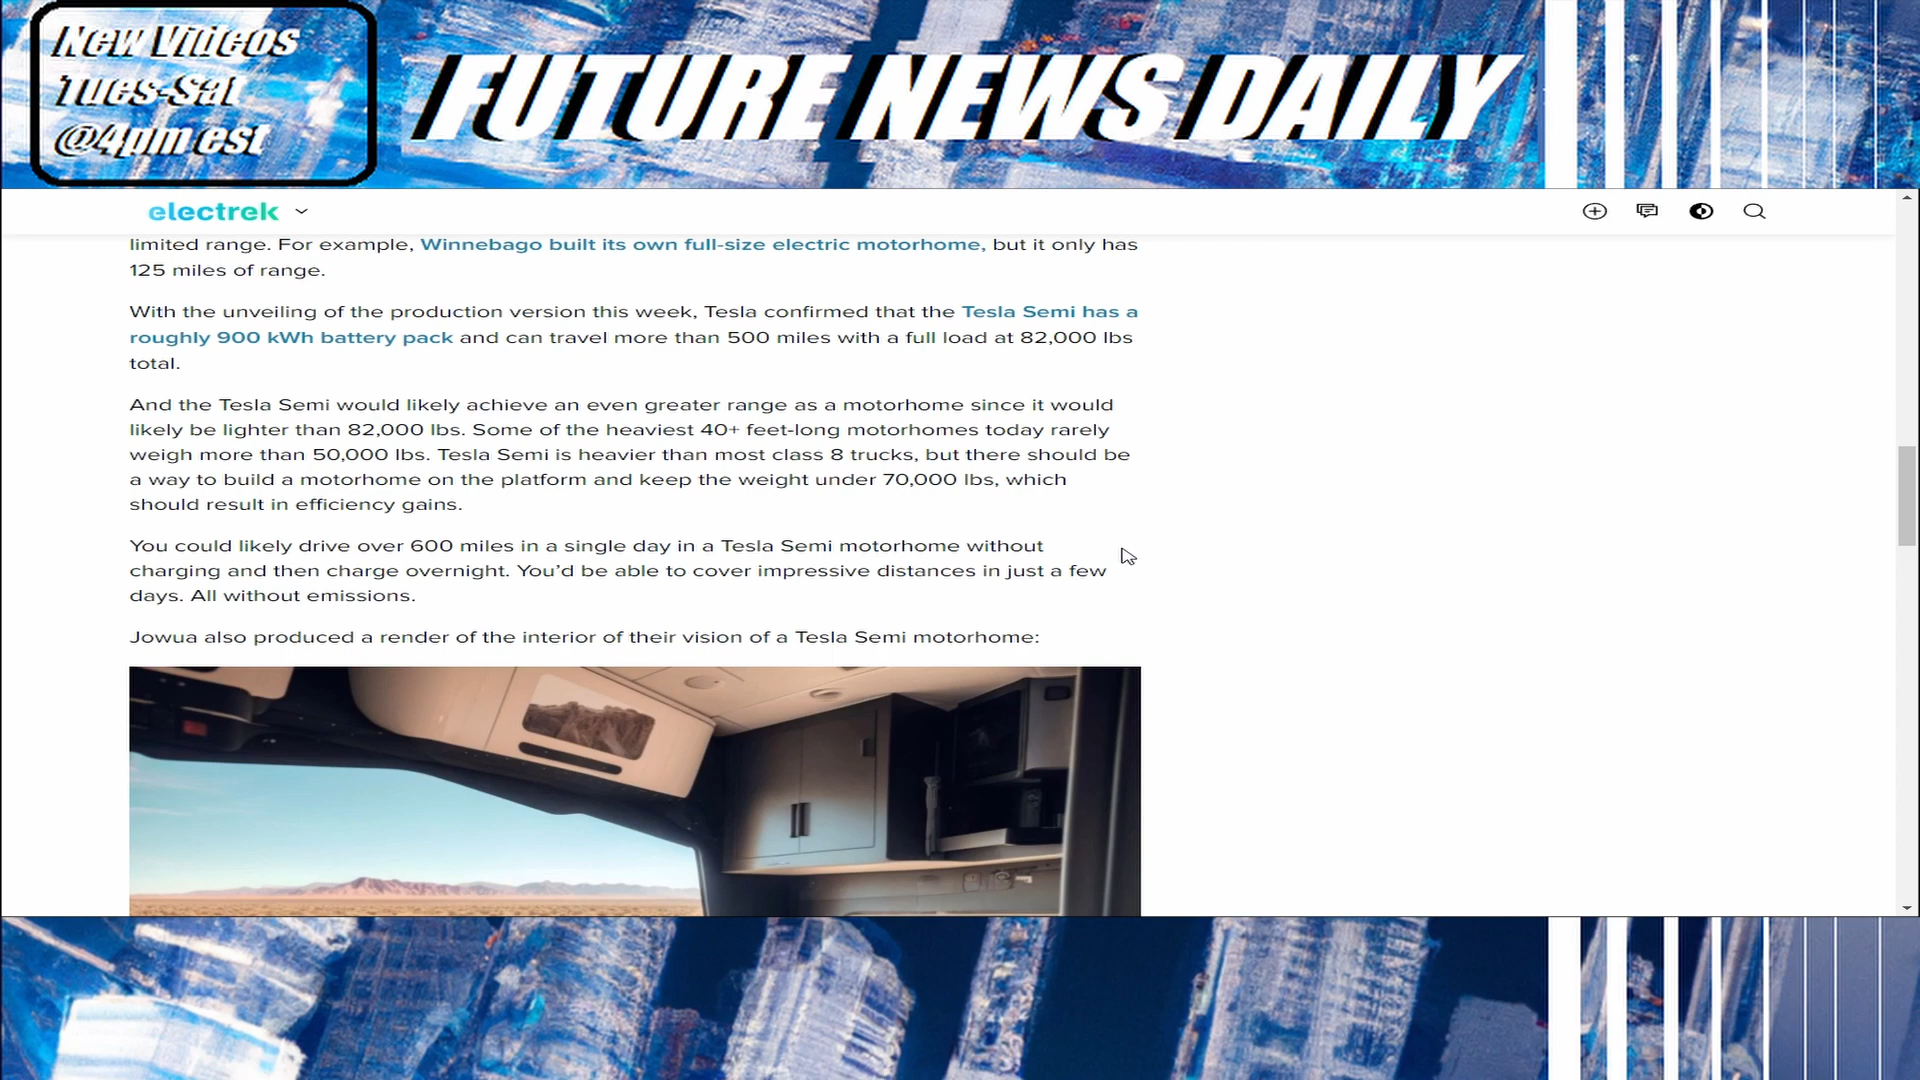 New Videos
Tues-Sat
@4pm est
FUTURE NEWS DAILY
electrek
limited range. For example, Winnebago built its own full-size electric motorhome, but it only has
125 miles of range.
With the unveiling of the production version this week, Tesla confirmed that the Tesla Semi has a
roughly 900 kWh battery pack and can travel more than 500 miles with a full load at 82,000 lbs
total.
And the Tesla Semi would likely achieve an even greater range as a motorhome since it would
likely be lighter than 82,000 lbs. Some of the heaviest 40+ feet-long motorhomes today rarely
weigh more than 50,000 lbs. Tesla Semi is heavier than most class 8 trucks, but there should be
a way to build a motorhome on the platform and keep the weight under 70,000 lbs, which
should result in efficiency gains.
You could likely drive over 600 miles in a single day in a Tesla Semi motorhome without
charging and then charge overnight. You’d be able to cover impressive distances in just a few
days. All without emissions.
Jowua also produced a render of the interior of their vision of a Tesla Semi motorhome: